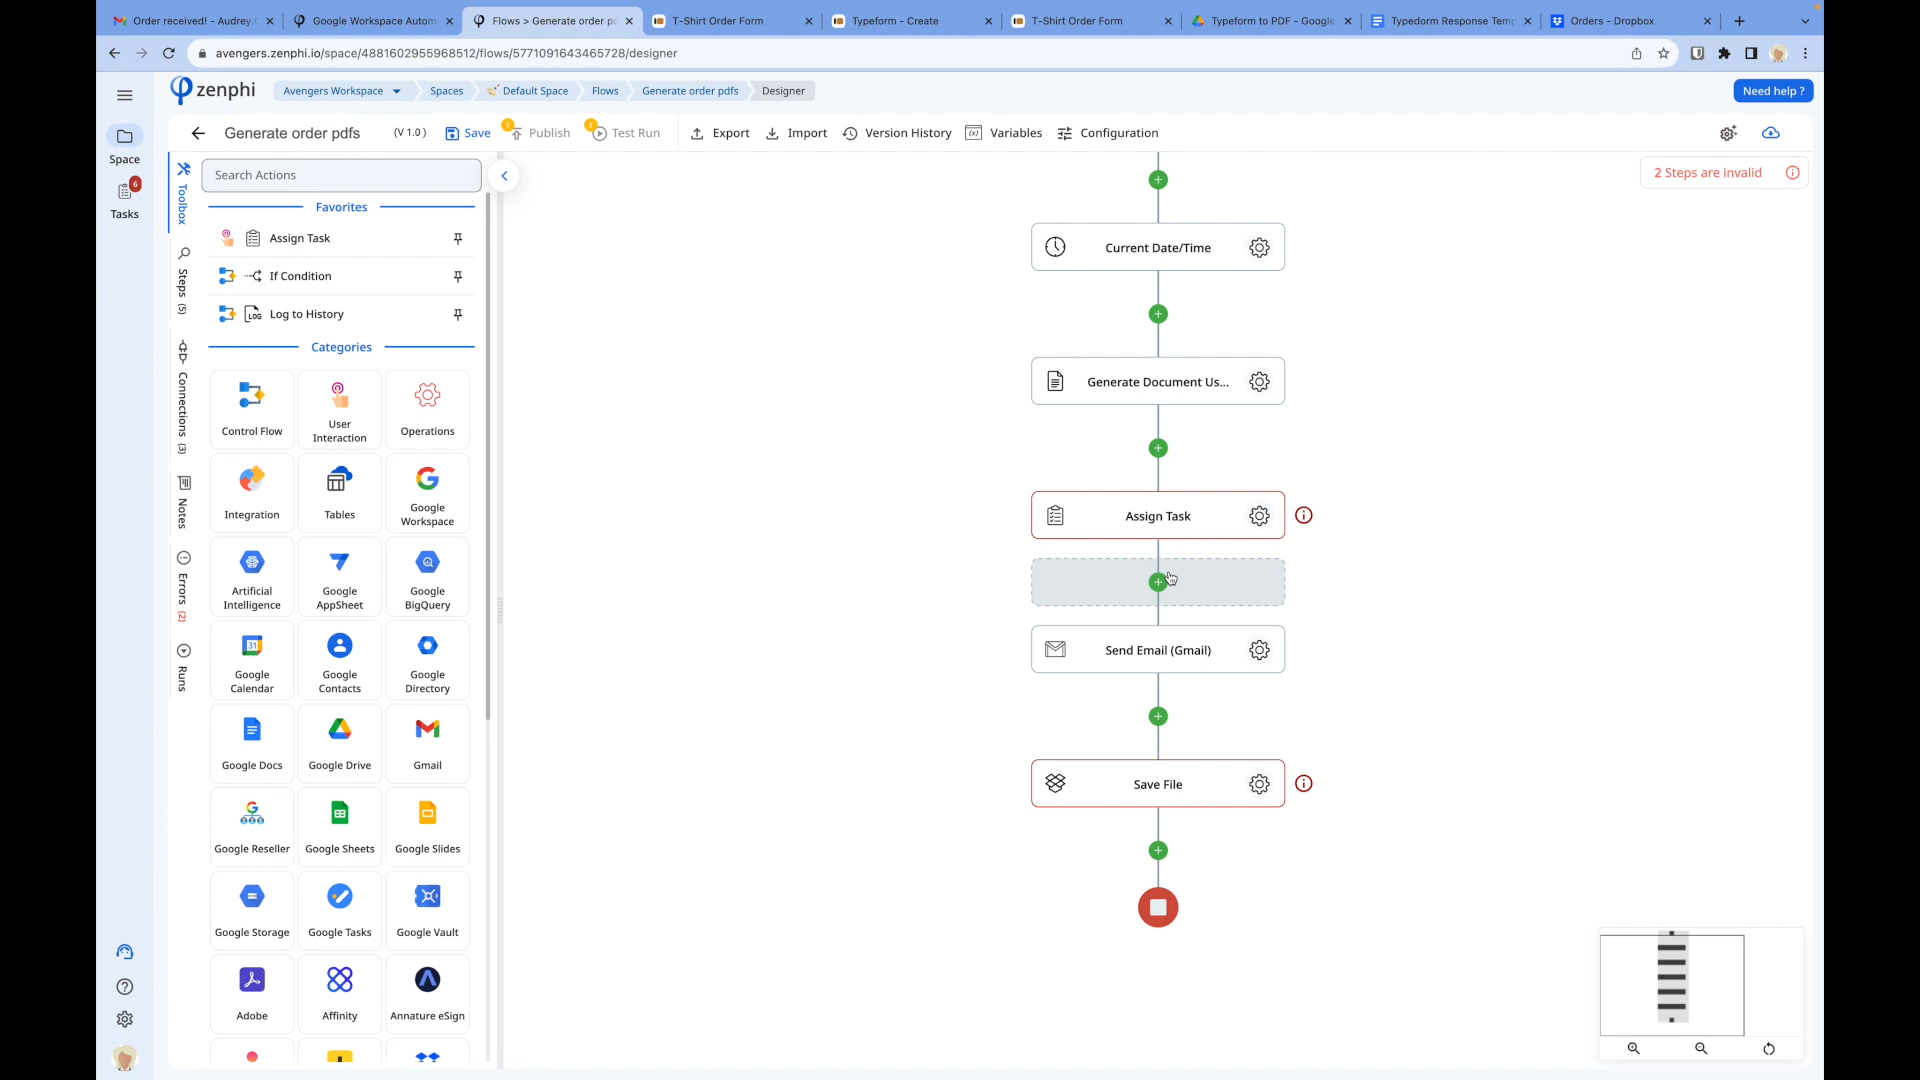 Order received! - Audrey.
Google Workspace Autom
Flows > Generate order pd
T-Shirt Order Form
Typeform - Create
T-Shirt Order Form
Typeform to PDF - Google
Typedorm Response Temp
Orders - Dropbox
avengers.zenphi.io/space/4881602955968512/flows/5771091643465728/designer
zenphi
Avengers Workspace
Spaces
Default Space
Flows
Generate order pdfs
Designer
Need help ?
Generate order pdfs
(V 1.0 )
Save
Publish
Test Run
Export
Import
Version History
Variables
Configuration
Space
6
Tasks
Toolbox
Steps (5)
Connections (3)
Notes
Errors (2)
Runs
Search Actions
Favorites
Assign Task
If Condition
LOG
Log to History
Categories
Control Flow
User
Interaction
Operations
Integration
Tables
Google
Workspace
Artificial
Intelligence
Google
AppSheet
Google
BigQuery
31
Google
Calendar
Google
Contacts
Google
Directory
Google Docs
Google Drive
Gmail
Google Reseller
Google Sheets
Google Slides
Google Storage
Google Tasks
Google Vault
Adobe
Affinity
Annature eSign
2 Steps are invalid
Current Date/Time
Generate Document Us...
Assign Task
Send Email (Gmail)
Save File